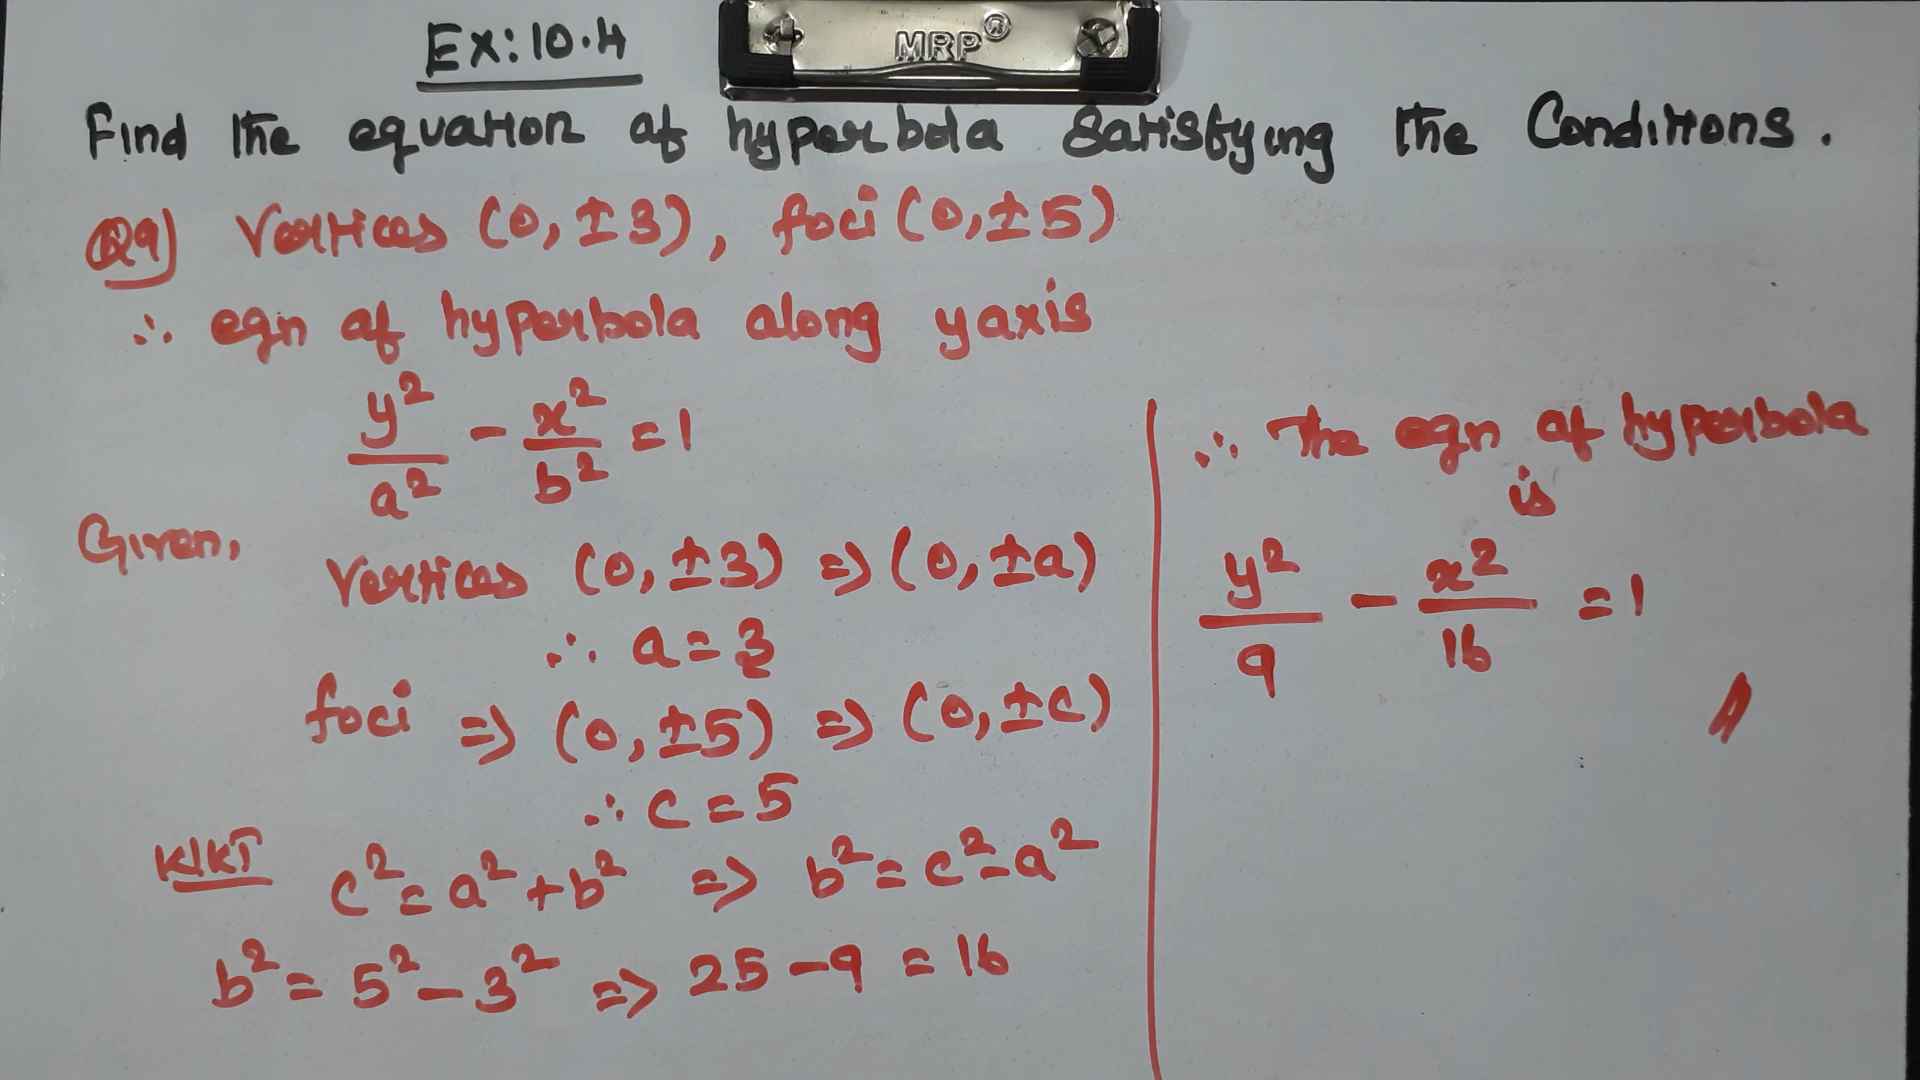 MRP®
Ex: 10.4
Find the equation of hyperbola satisfying the Conditions.
Q9) Vertices (0, ±3), foci (0, ±5)
∴ eqn of hyperbola along y axis
y²/a² - x²/b² = 1
Given,
Vertices (0, ±3) => (0, ±a)
∴ a = 3
foci => (0, ±5) => (0, ±c)
∴ c = 5
WKT c² = a² + b² => b² = c² - a²
b² = 5² - 3² => 25 - 9 = 16
∴ The eqn of hyperbola
is
y²/9 - x²/16 = 1